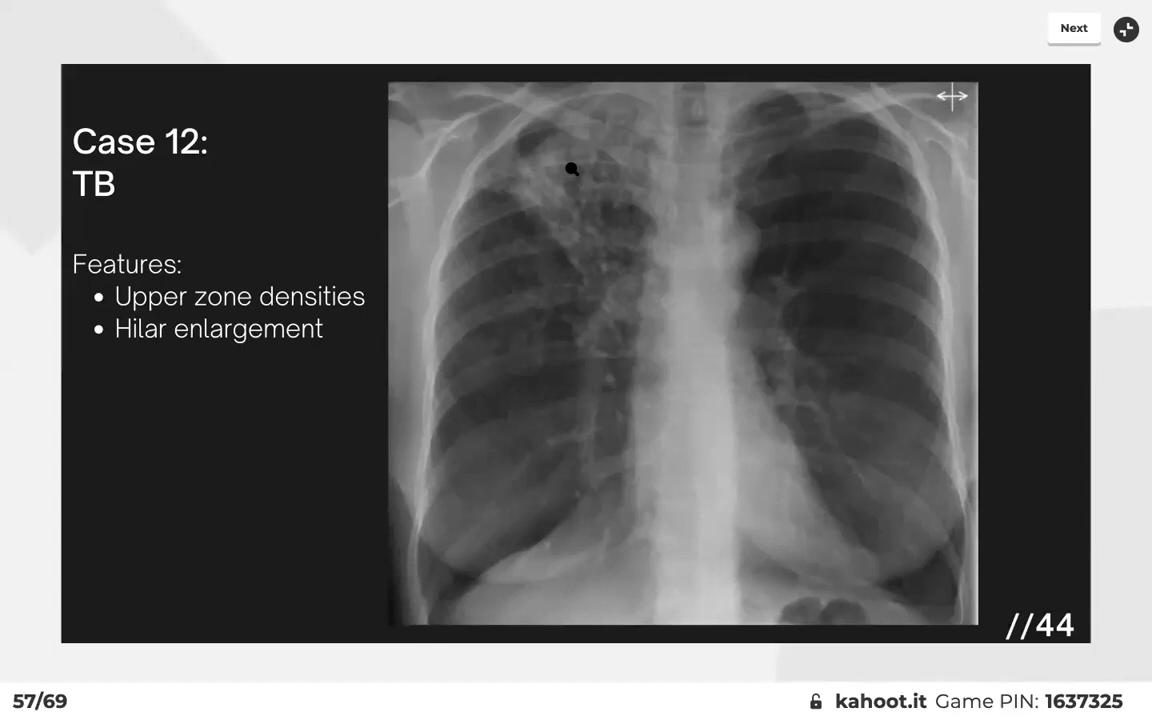 Next
Case 12:
TB
Features:
• Upper zone densities
• Hilar enlargement
//44
57/69
kahoot.it Game PIN: 1637325